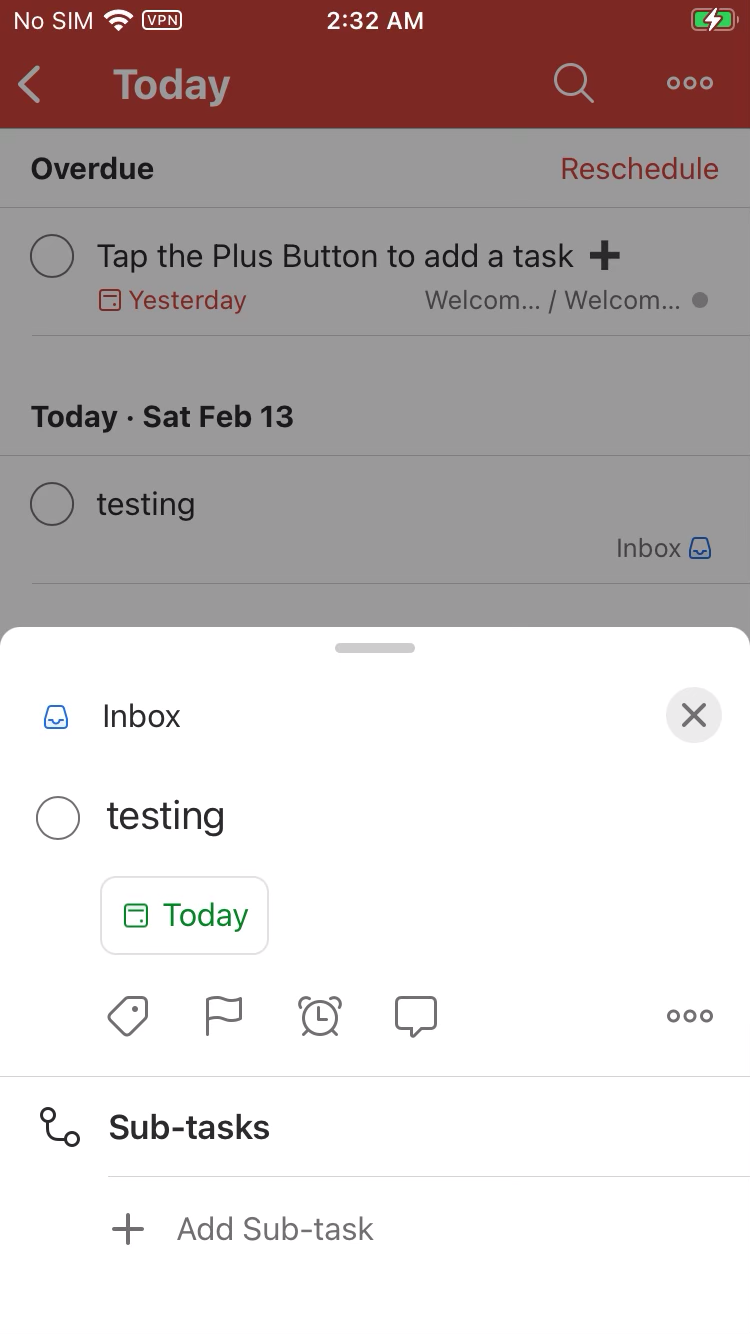 No SIM VPN 2:32 AM
Today
Overdue Reschedule
Tap the Plus Button to add a task ➕
Yesterday Welcom... / Welcom...
Today · Sat Feb 13
testing
Inbox
Inbox
testing
Today
Sub-tasks
Add Sub-task